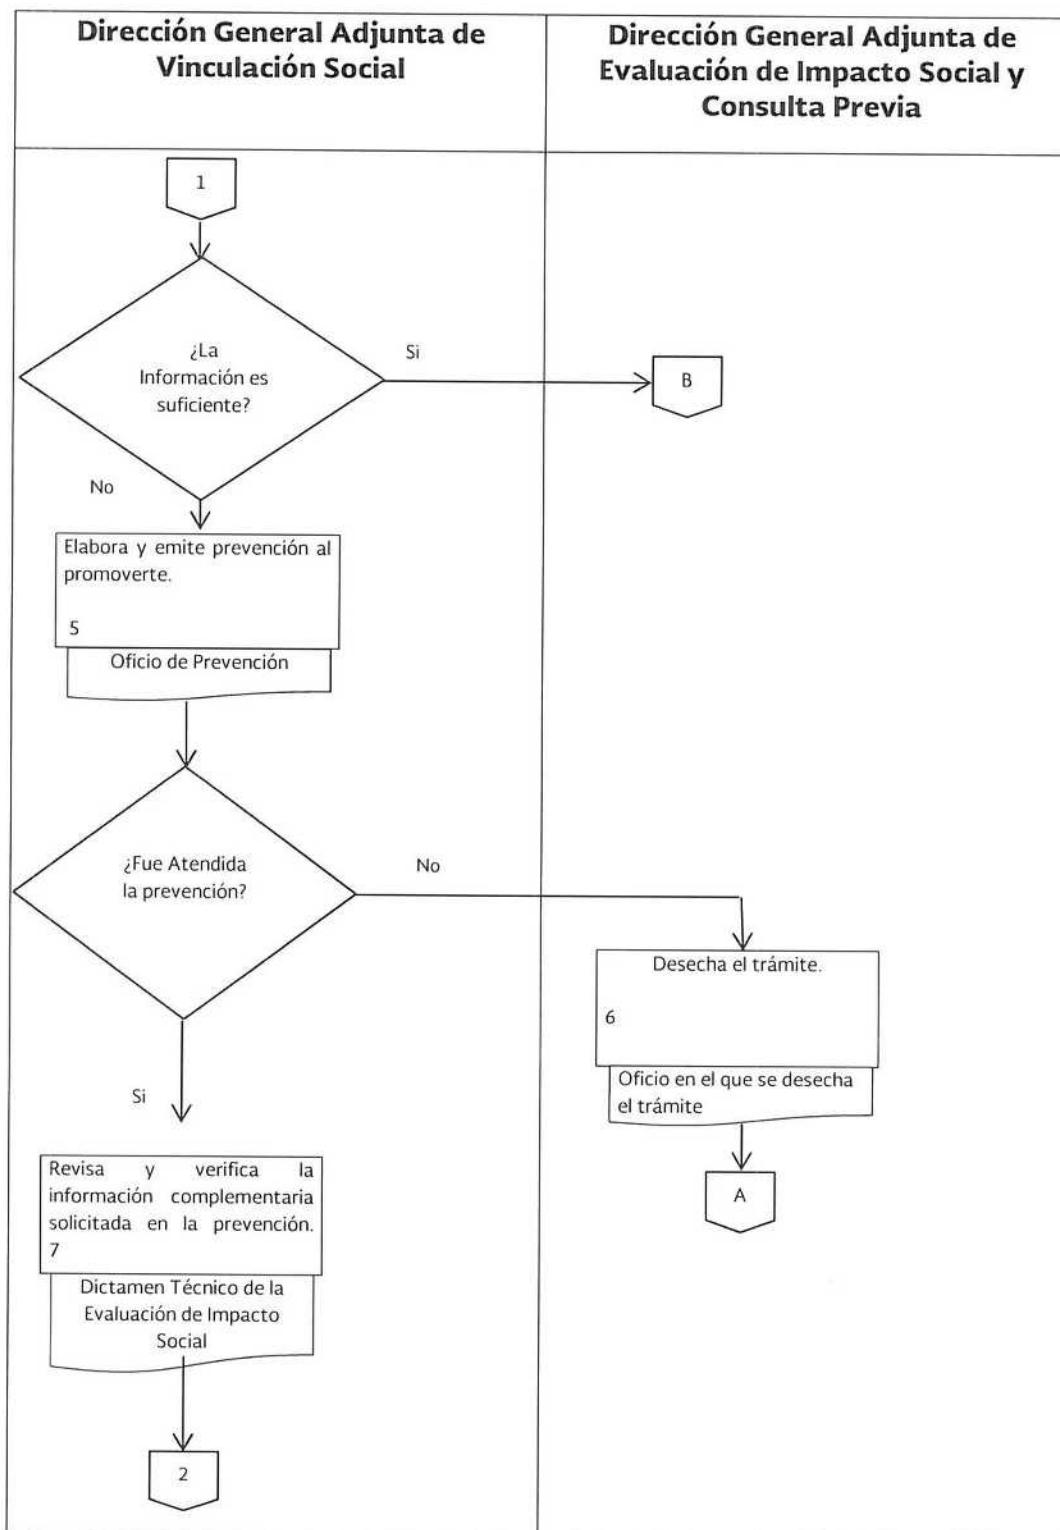 Dirección General Adjunta de
Vinculación Social
Dirección General Adjunta de
Evaluación de Impacto Social y
Consulta Previa
1
¿La
Información es
suficiente?
Si
B
No
Elabora y emite prevención al
promoverte.
5
Oficio de Prevención
¿Fue Atendida
la prevención?
No
Desecha el trámite.
6
Oficio en el que se desecha
el trámite
A
Si
Revisa y verifica la
información complementaria
solicitada en la prevención.
7
Dictamen Técnico de la
Evaluación de Impacto
Social
2